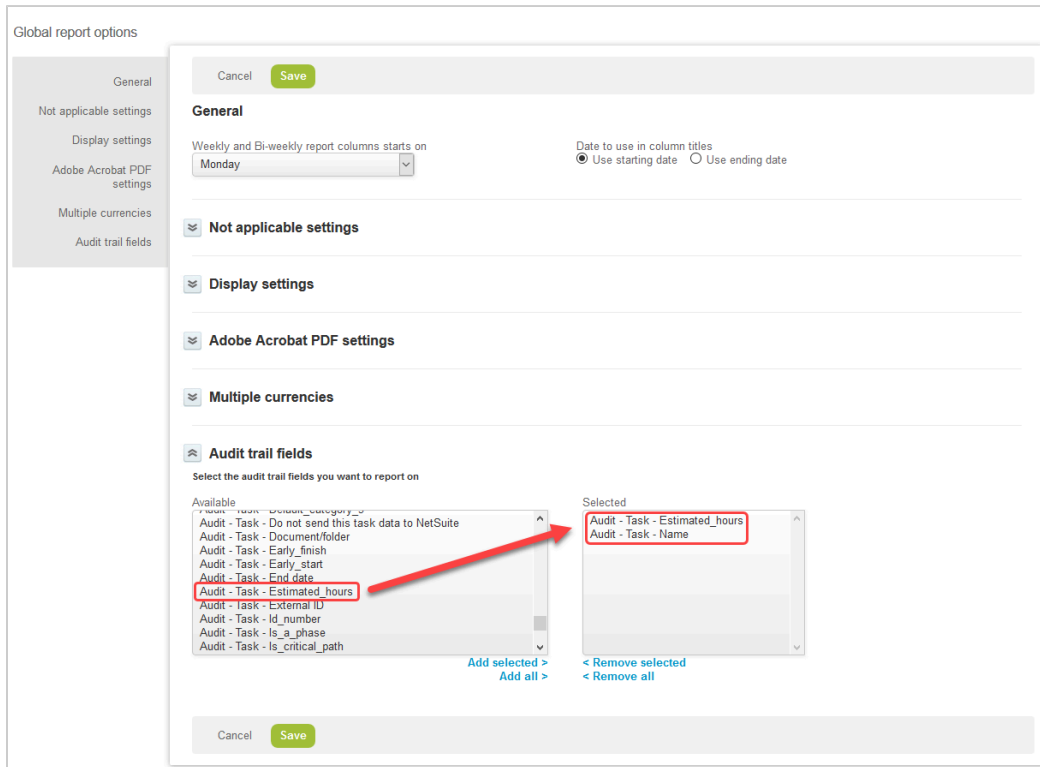 Global report options
General
Not applicable settings
Display settings
Adobe Acrobat PDF
settings
Multiple currencies
Audit trail fields
Cancel Save
General
Weekly and Bi-weekly report columns starts on
Monday
Date to use in column titles
Use starting date Use ending date
Not applicable settings
Display settings
Adobe Acrobat PDF settings
Multiple currencies
Audit trail fields
Select the audit trail fields you want to report on
Available
Audit - Task - Default_category_5
Audit - Task - Do not send this task data to NetSuite
Audit - Task - Document/folder
Audit - Task - Early_finish
Audit - Task - Early_start
Audit - Task - End date
Audit - Task - Estimated_hours
Audit - Task - External ID
Audit - Task - Id_number
Audit - Task - Is_a_phase
Audit - Task - Is_critical_path
Add selected >
Add all >
Selected
Audit - Task - Estimated_hours
Audit - Task - Name
< Remove selected
< Remove all
Cancel Save